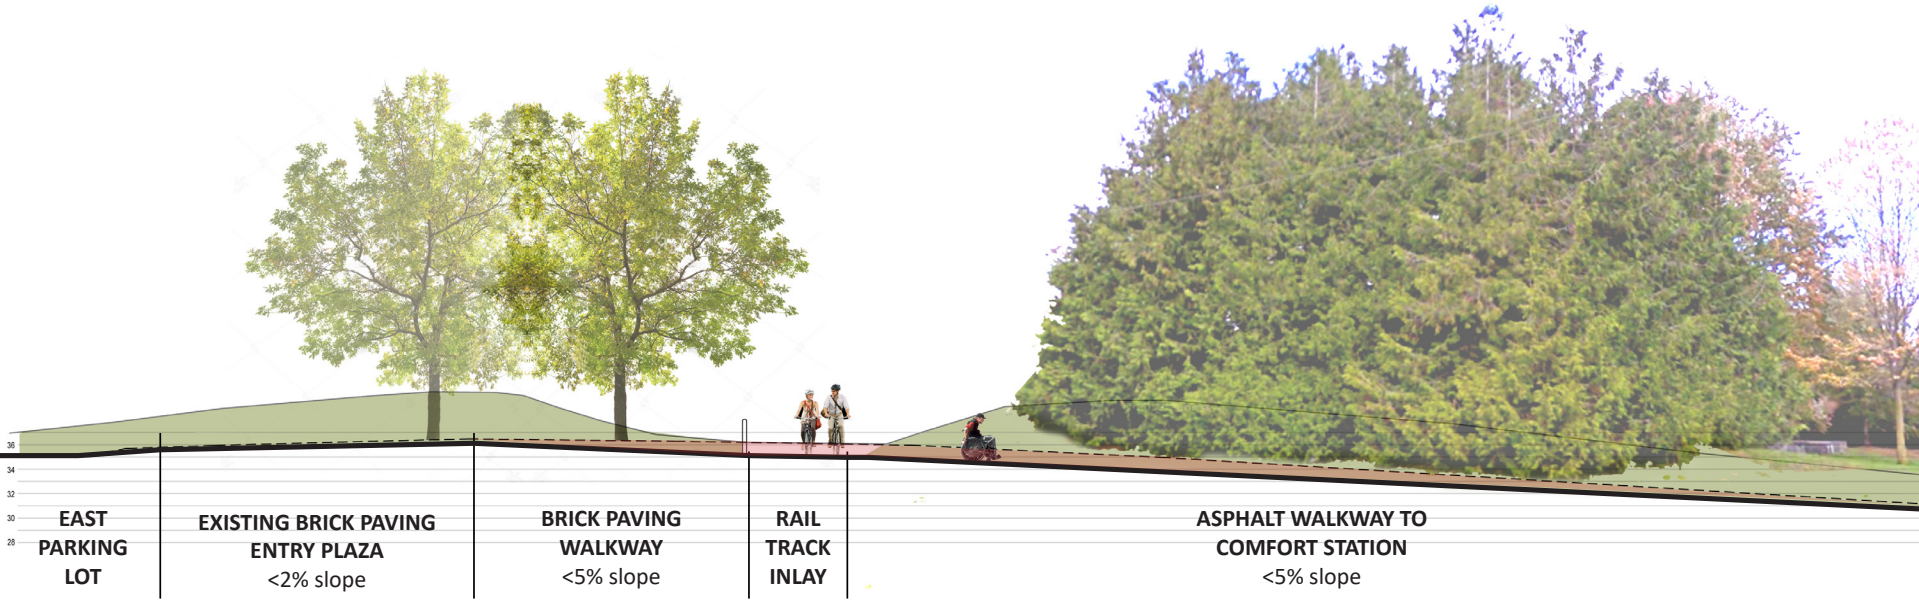 36
34
32
30
28
EAST
PARKING
LOT
EXISTING BRICK PAVING
ENTRY PLAZA
<2% slope
BRICK PAVING
WALKWAY
<5% slope
RAIL
TRACK
INLAY
ASPHALT WALKWAY TO
COMFORT STATION
<5% slope